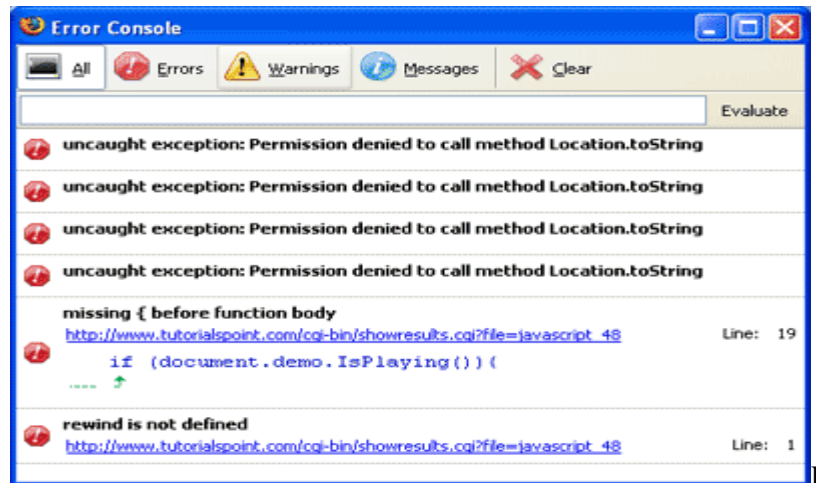 Error Console
All Errors Warnings Messages Clear
Evaluate
uncaught exception: Permission denied to call method Location.toString
uncaught exception: Permission denied to call method Location.toString
uncaught exception: Permission denied to call method Location.toString
uncaught exception: Permission denied to call method Location.toString
missing { before function body
http://www.tutorialspoint.com/cgi-bin/showresults.cgi?file=javascript_48 Line: 19
if (document.demo.IsPlaying()){
rewind is not defined
http://www.tutorialspoint.com/cgi-bin/showresults.cgi?file=javascript_48 Line: 1